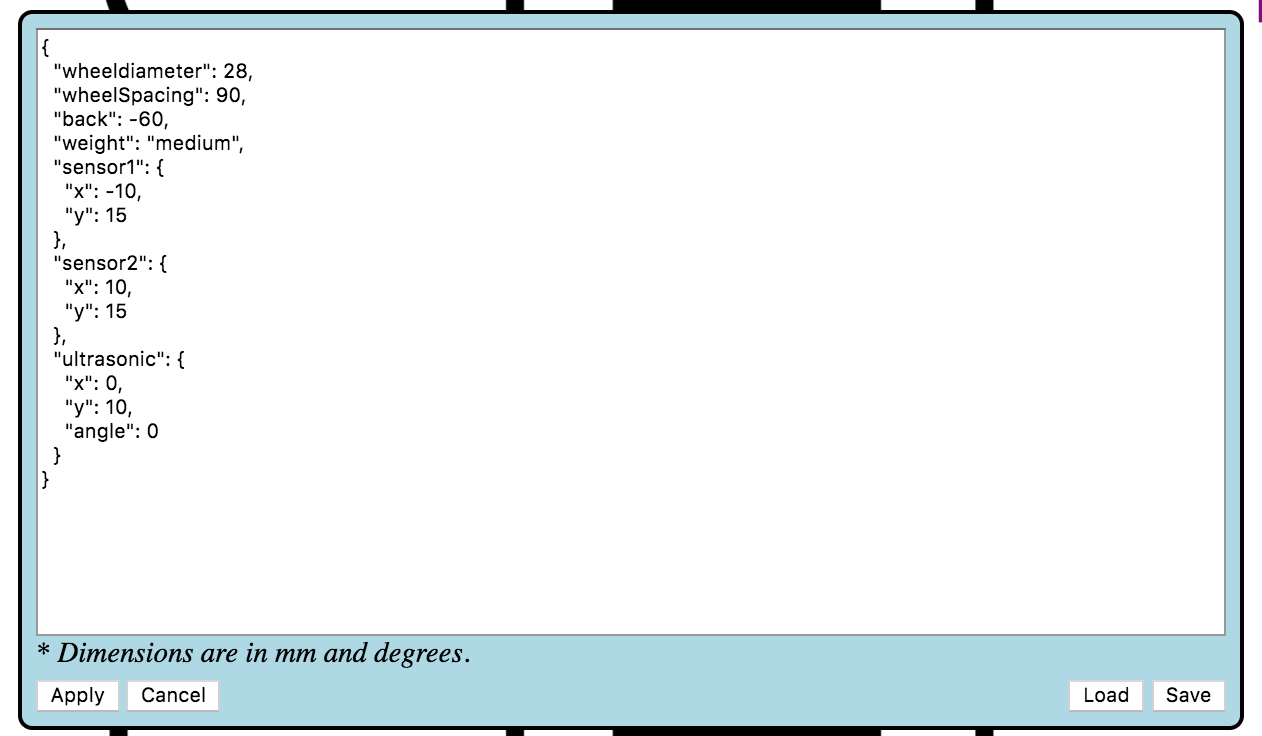 {
"wheeldiameter": 28,
"wheelSpacing": 90,
"back": -60,
"weight": "medium",
"sensor1": {
"x": -10,
"y": 15
},
"sensor2": {
"x": 10,
"y": 15
},
"ultrasonic": {
"x": 0,
"y": 10,
"angle": 0
}
}
* Dimensions are in mm and degrees.
Apply Cancel Load Save